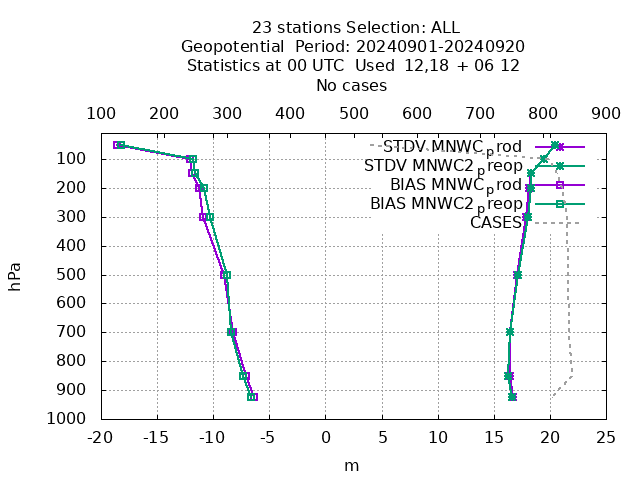 23 stations Selection: ALL
Geopotential  Period: 20240901-20240920
Statistics at 00 UTC  Used  12,18 + 06 12
No cases
100 200 300 400 500 600 700 800 900
STDV MNWC_prod
STDV MNWC2_preop
BIAS MNWC_prod
BIAS MNWC2_preop
CASES
100
200
300
400
500
600
700
800
900
1000
hPa
-20 -15 -10 -5 0 5 10 15 20 25
m